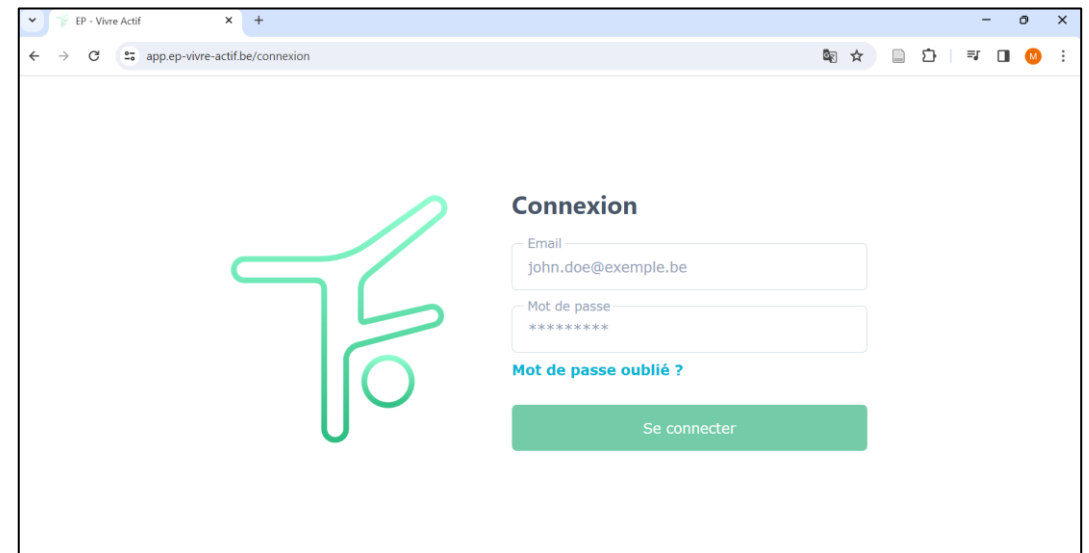 EP - Vivre Actif
app.ep-vivre-actif.be/connexion
M
Connexion
Email
john.doe@exemple.be
Mot de passe
*********
Mot de passe oublié ?
Se connecter